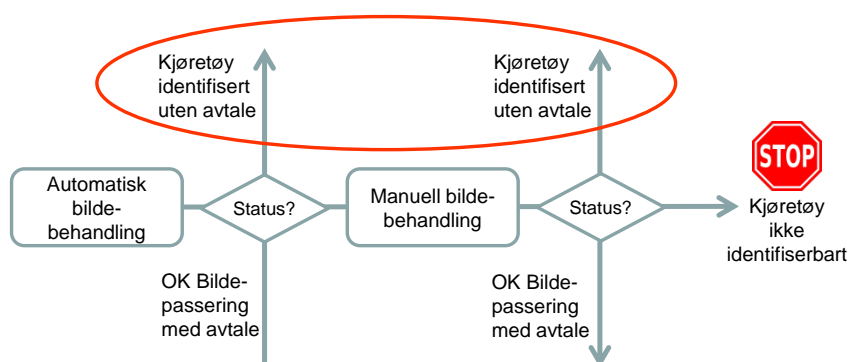 Kjøretøy
identifisert
uten avtale
Kjøretøy
identifisert
uten avtale
Automatisk
bilde-
behandling
Status?
Manuell bilde-
behandling
Status?
STOP
Kjøretøy
ikke
identifiserbart
OK Bilde-
passering
med avtale
OK Bilde-
passering
med avtale